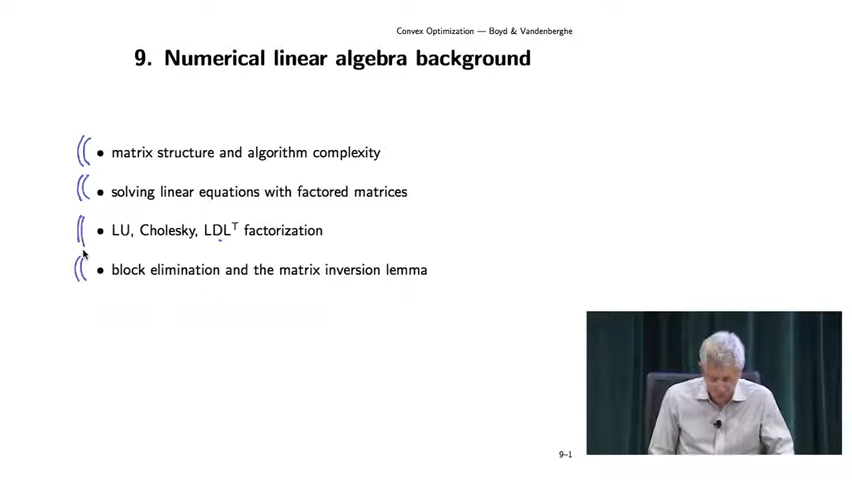 Convex Optimization — Boyd & Vandenberghe
9. Numerical linear algebra background
• matrix structure and algorithm complexity
• solving linear equations with factored matrices
• LU, Cholesky, LDLᵀ factorization
• block elimination and the matrix inversion lemma
9–1